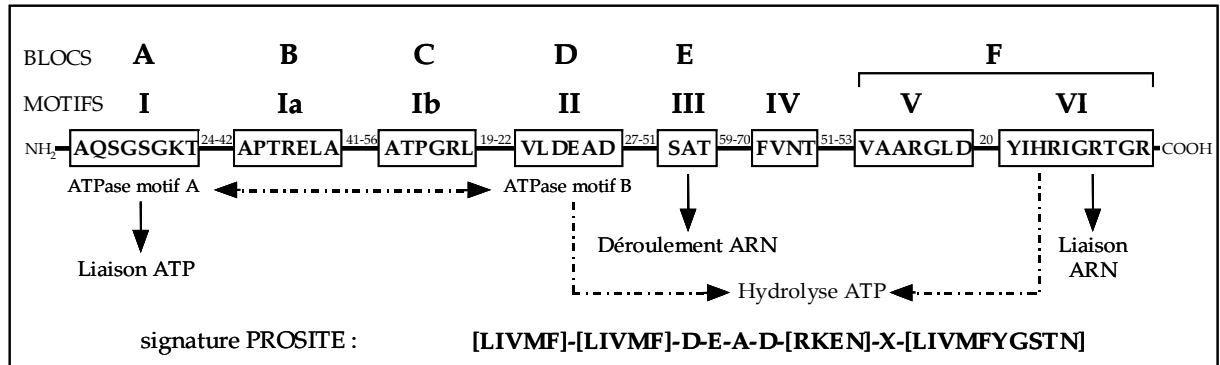 BLOCS A B C D E F
MOTIFS I Ia Ib II III IV V VI
NH2 AQSGSGKT 24-42 APTRELA 41-56 ATPGRL 19-22 VLDEAD 27-51 SAT 59-70 FVNT 51-53 VAARGLD 20 YIHRIGRTGR COOH
ATPase motif A ATPase motif B
Déroulement ARN
Liaison ATP
Liaison
ARN
Hydrolyse ATP
signature PROSITE : [LIVMF]-[LIVMF]-D-E-A-D-[RKEN]-X-[LIVMFYGSTN]